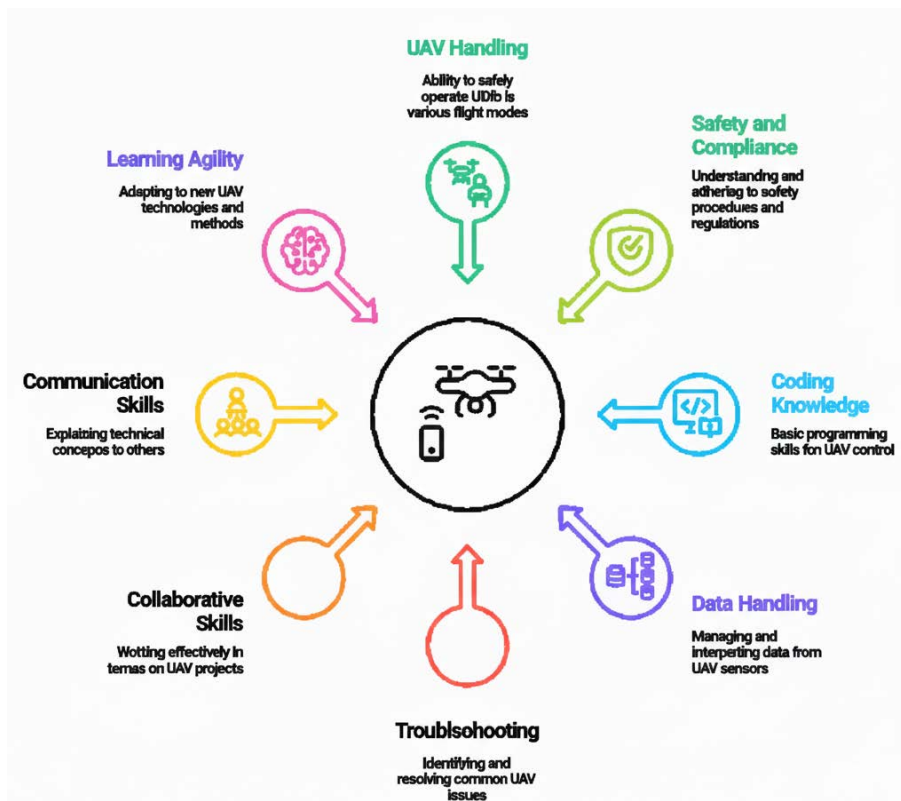 UAV Handling
Ability to safely
operate UDfb is
various flight modes
Safety and
Compliance
Understandng and
adhering to sofety
procedures and
regulations
Learning Agility
Adapting to new UAV
technologies and
methods
Communication
Skills
Explaizing technical
concepos to others
</>
Coding
Knowledge
Basic programming
skills fon UAV control
Collaborative
Skills
Wotting effectively in
temas on UAV projects
Data Handling
Managing and
interperting data from
UAV sensors
Troublsohooting
Identifying and
resolving common UAV
issues